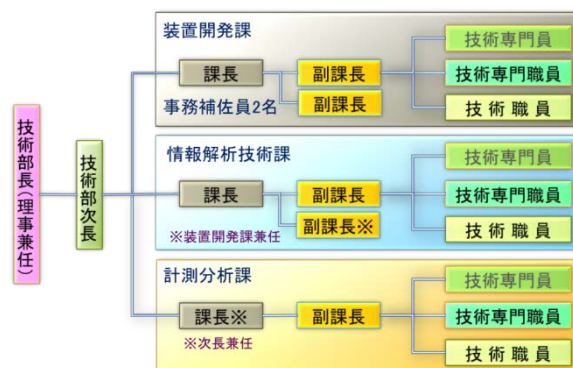 技術部長(理事兼任)
技術部次長
装置開発課
課長
副課長
副課長
事務補佐員2名
技術専門員
技術専門職員
技術職員
情報解析技術課
課長
副課長
副課長※
※装置開発課兼任
技術専門員
技術専門職員
技術職員
計測分析課
課長※
副課長
※次長兼任
技術専門員
技術専門職員
技術職員